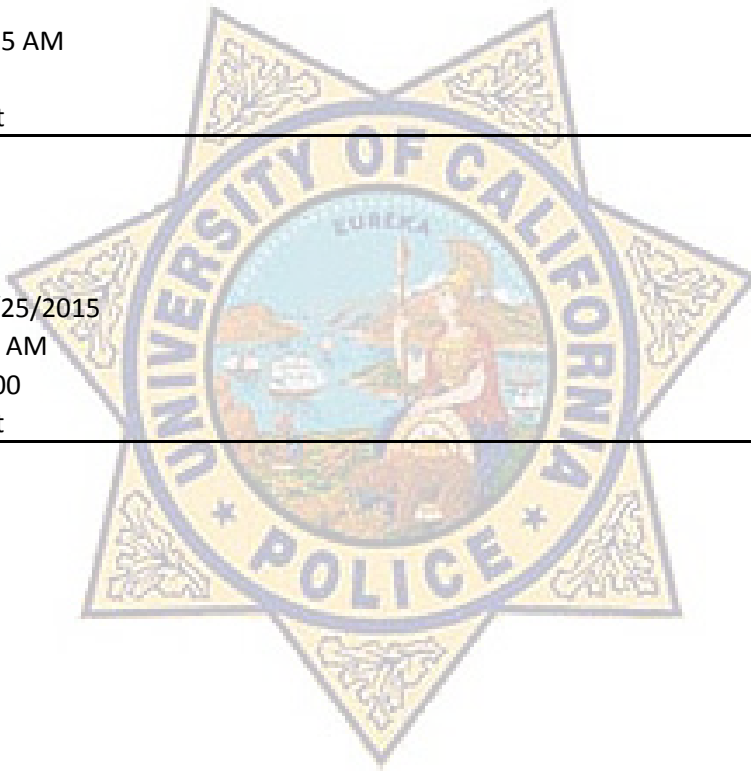 5 AM
t
25/2015
AM
00
t
UNIVERSITY OF CALIFORNIA
EUREKA
* POLICE *